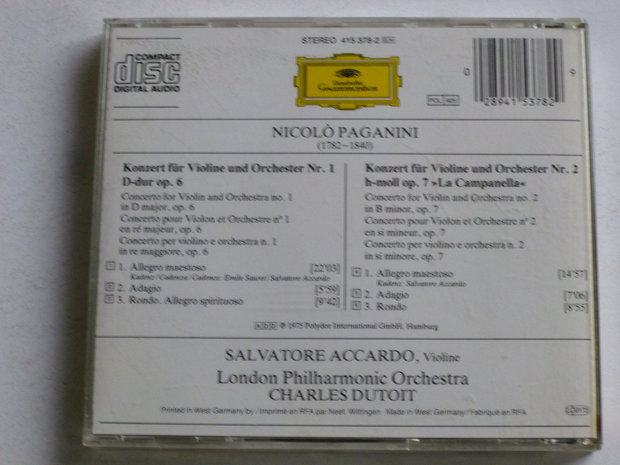 COMPACT
disc
DIGITAL AUDIO
STEREO 415 378-2
Deutsche
Grammophon
POL
0 28941 53782 9
NICOLÒ PAGANINI
(1782–1840)
Konzert für Violine und Orchester Nr. 1
D-dur op. 6
Concerto for Violin and Orchestra no. 1
in D major, op. 6
Concerto pour Violon et Orchestre n° 1
en ré majeur, op. 6
Concerto per violino e orchestra n. 1
in re maggiore, op. 6
1 1. Allegro maestoso [22'03]
Kadenz/Cadenza/Cadence: Emile Sauret/Salvatore Accardo
2 2. Adagio [5'59]
3 3. Rondo. Allegro spirituoso [9'42]
Konzert für Violine und Orchester Nr. 2
h-moll op. 7 »La Campanella«
Concerto for Violin and Orchestra no. 2
in B minor, op. 7
Concerto pour Violon et Orchestre n° 2
en si mineur, op. 7
Concerto per violino e orchestra n. 2
in si minore, op. 7
4 1. Allegro maestoso [14'57]
Kadenz: Salvatore Accardo
5 2. Adagio [7'06]
6 3. Rondo [8'55]
ADD ℗ 1975 Polydor International GmbH, Hamburg
SALVATORE ACCARDO, Violine
London Philharmonic Orchestra
CHARLES DUTOIT
Printed in West Germany by/Imprimé en RFA par Neef, Wittingen Made in West Germany/Fabriqué en RFA